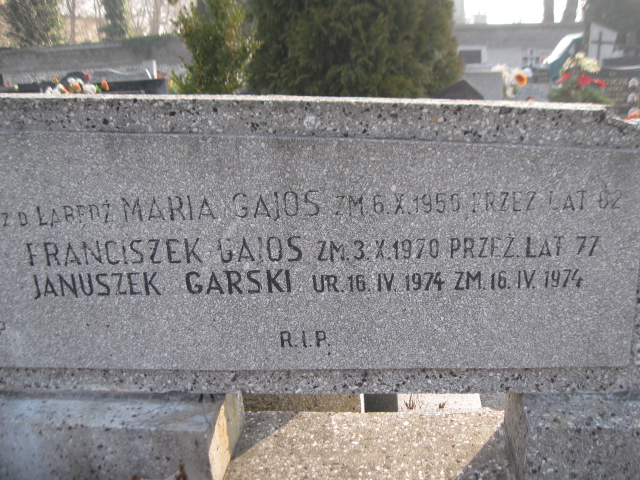 Z D ŁABĘDŹ MARIA GAJOS ZM. 6.X.1956 PRZEŻ LAT 62
FRANCISZEK GAJOS ZM. 3.X.1970 PRZEŻ. LAT 77
JANUSZEK GARSKI UR. 16.IV.1974 ZM. 16.IV.1974
R.I.P.